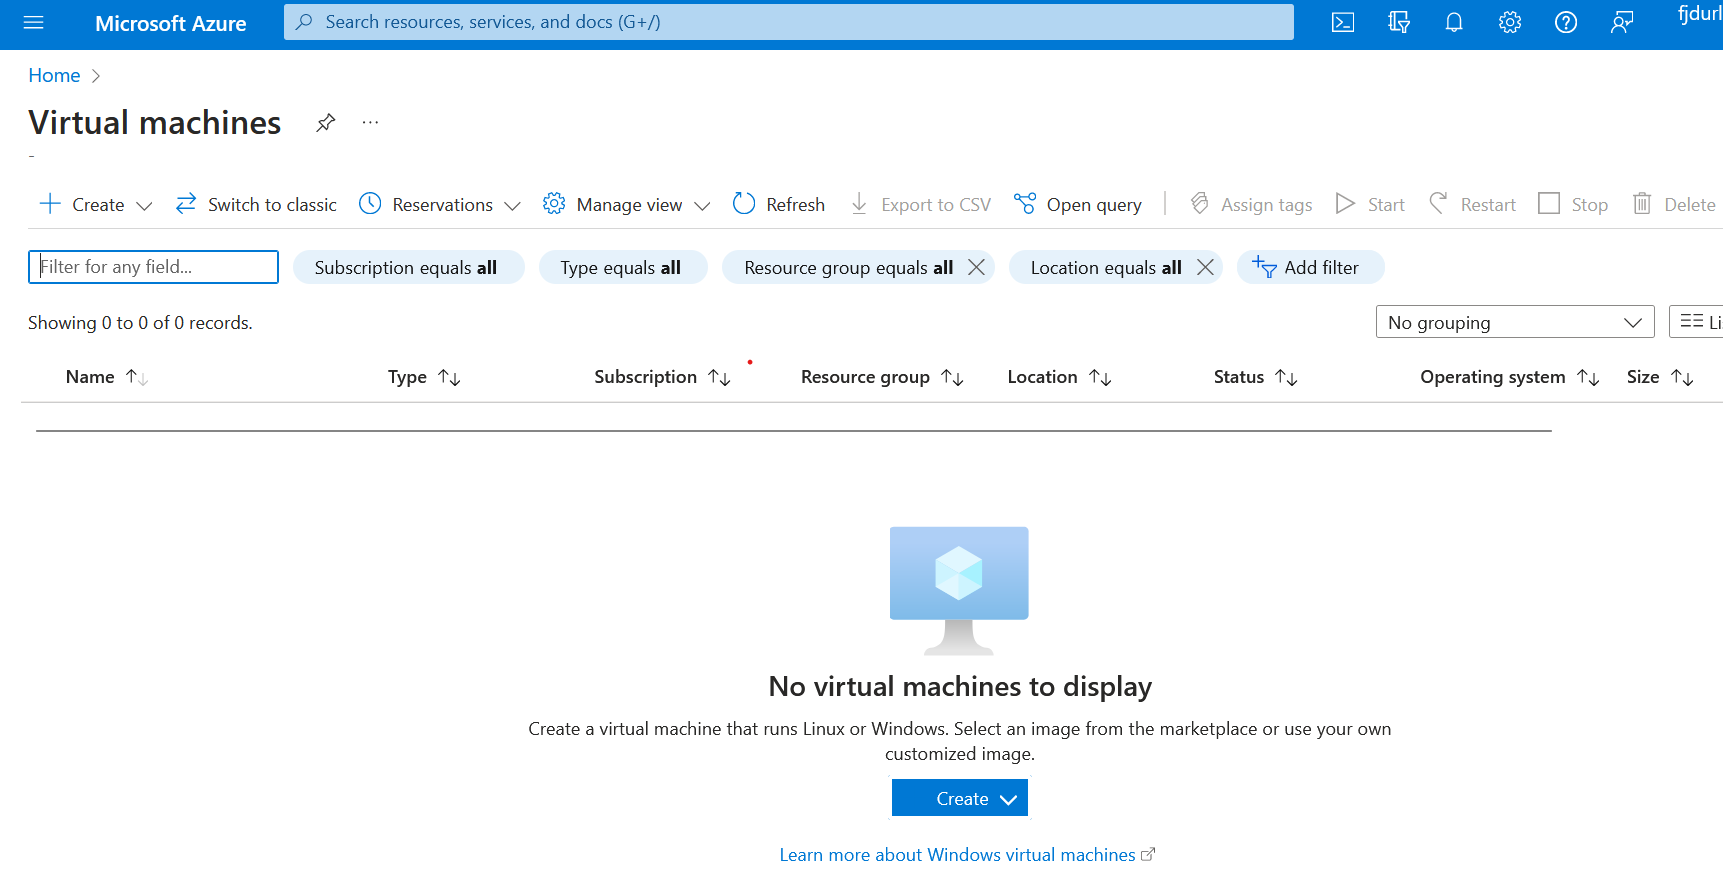 Microsoft Azure
Search resources, services, and docs (G+/)
fjdurl
Home
Virtual machines
Create
Switch to classic
Reservations
Manage view
Refresh
Export to CSV
Open query
Assign tags
Start
Restart
Stop
Delete
Filter for any field...
Subscription equals all
Type equals all
Resource group equals all
Location equals all
Add filter
Showing 0 to 0 of 0 records.
No grouping
Li
Name
Type
Subscription
Resource group
Location
Status
Operating system
Size
No virtual machines to display
Create a virtual machine that runs Linux or Windows. Select an image from the marketplace or use your own
customized image.
Create
Learn more about Windows virtual machines